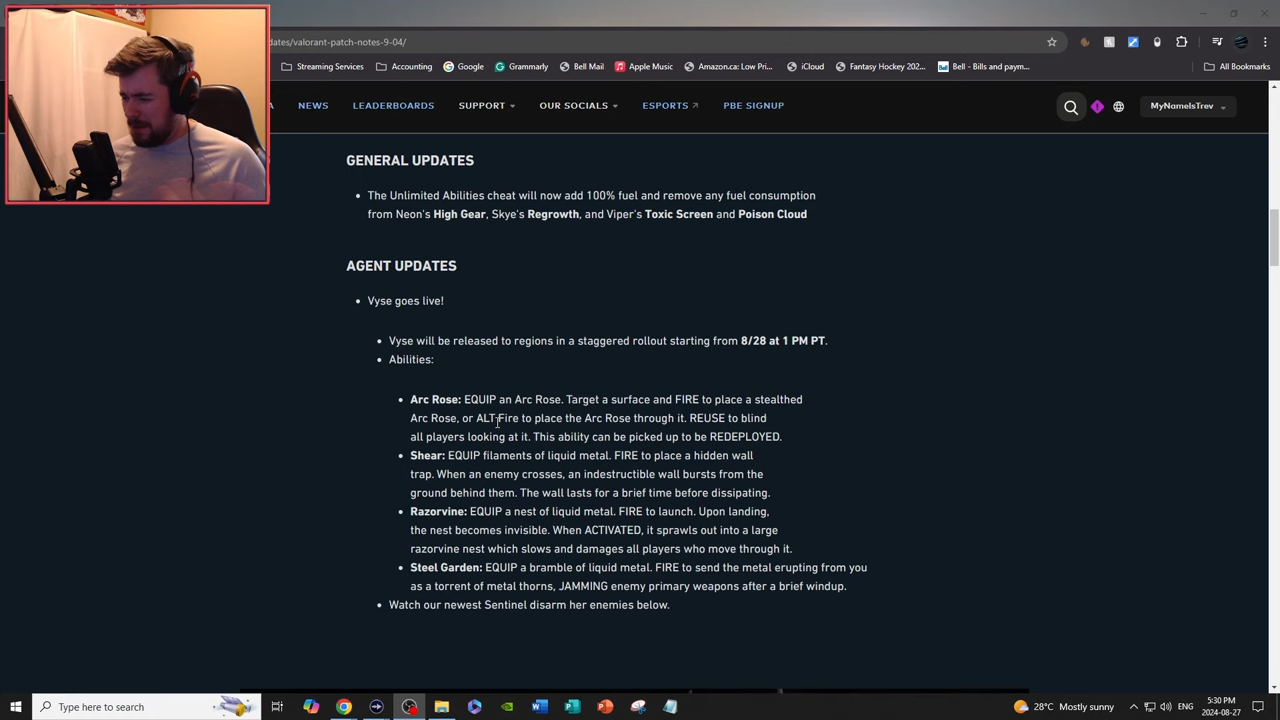 dates/valorant-patch-notes-9-04/
Streaming Services Accounting Google Grammarly Bell Mail Apple Music Amazon.ca: Low Pri... iCloud Fantasy Hockey 202... Bell - Bills and paym... All Bookmarks
NEWS LEADERBOARDS SUPPORT OUR SOCIALS ESPORTS PBE SIGNUP MyNameIsTrev
GENERAL UPDATES
The Unlimited Abilities cheat will now add 100% fuel and remove any fuel consumption
from Neon's High Gear, Skye's Regrowth, and Viper's Toxic Screen and Poison Cloud
AGENT UPDATES
Vyse goes live!
Vyse will be released to regions in a staggered rollout starting from 8/28 at 1 PM PT.
Abilities:
Arc Rose: EQUIP an Arc Rose. Target a surface and FIRE to place a stealthed
Arc Rose, or ALT Fire to place the Arc Rose through it. REUSE to blind
all players looking at it. This ability can be picked up to be REDEPLOYED.
Shear: EQUIP filaments of liquid metal. FIRE to place a hidden wall
trap. When an enemy crosses, an indestructible wall bursts from the
ground behind them. The wall lasts for a brief time before dissipating.
Razorvine: EQUIP a nest of liquid metal. FIRE to launch. Upon landing,
the nest becomes invisible. When ACTIVATED, it sprawls out into a large
razorvine nest which slows and damages all players who move through it.
Steel Garden: EQUIP a bramble of liquid metal. FIRE to send the metal erupting from you
as a torrent of metal thorns, JAMMING enemy primary weapons after a brief windup.
Watch our newest Sentinel disarm her enemies below.
Type here to search
28°C Mostly sunny ENG
5:30 PM
2024-08-27